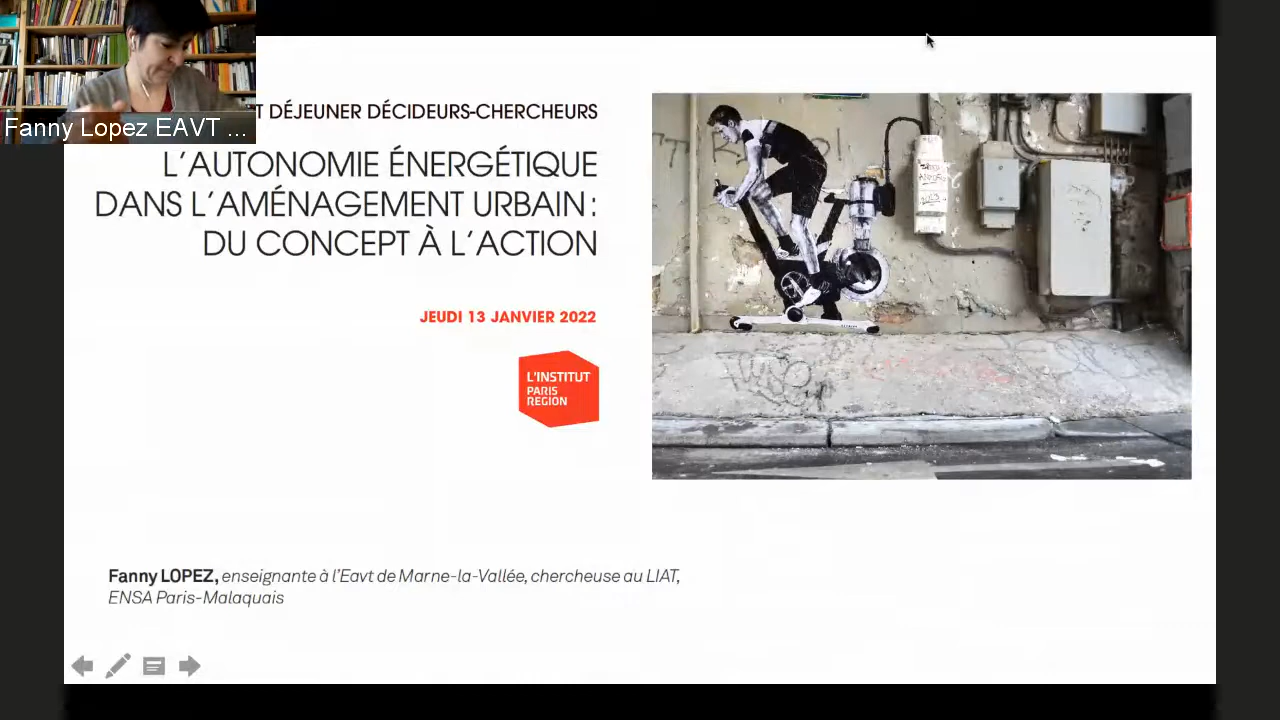 Fanny Lopez EAVT ...
T DÉJEUNER DÉCIDEURS-CHERCHEURS
L'AUTONOMIE ÉNERGÉTIQUE
DANS L'AMÉNAGEMENT URBAIN :
DU CONCEPT À L'ACTION
JEUDI 13 JANVIER 2022
L'INSTITUT
PARIS
REGION
Fanny LOPEZ, enseignante à l'Eavt de Marne-la-Vallée, chercheuse au LIAT,
ENSA Paris-Malaquais